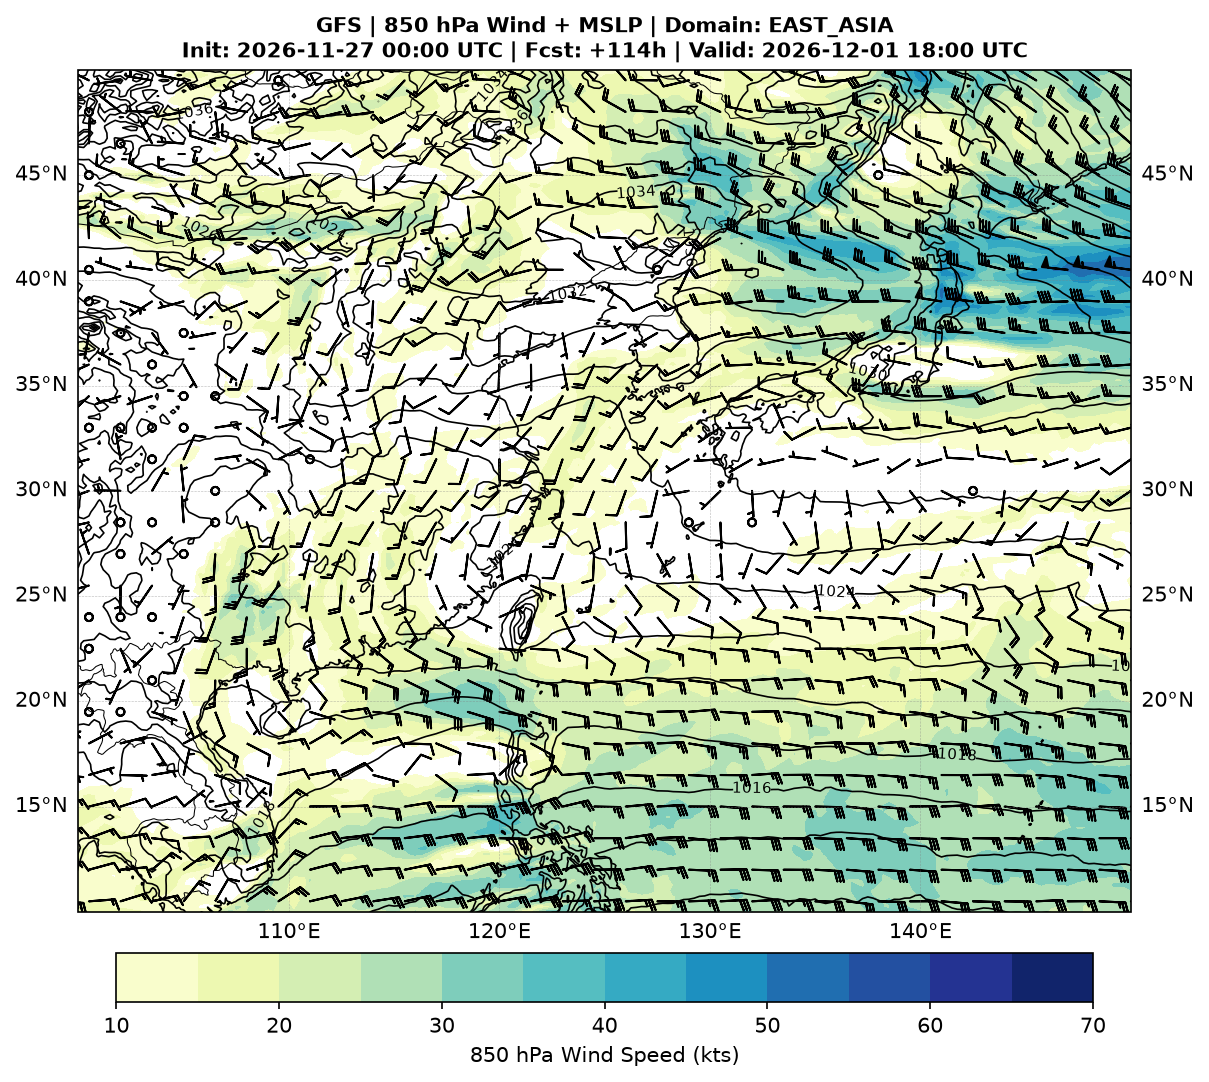 GFS | 850 hPa Wind + MSLP | Domain: EAST_ASIA
Init: 2026-11-27 00:00 UTC | Fcst: +114h | Valid: 2026-12-01 18:00 UTC
45°N
1034
45°N
40°N
1032
40°N
35°N
1030
35°N
30°N
30°N
25°N
1024
25°N
20°N
20°N
1018
1016
15°N
1018
15°N
110°E 120°E 130°E 140°E
10 20 30 40 50 60 70
850 hPa Wind Speed (kts)